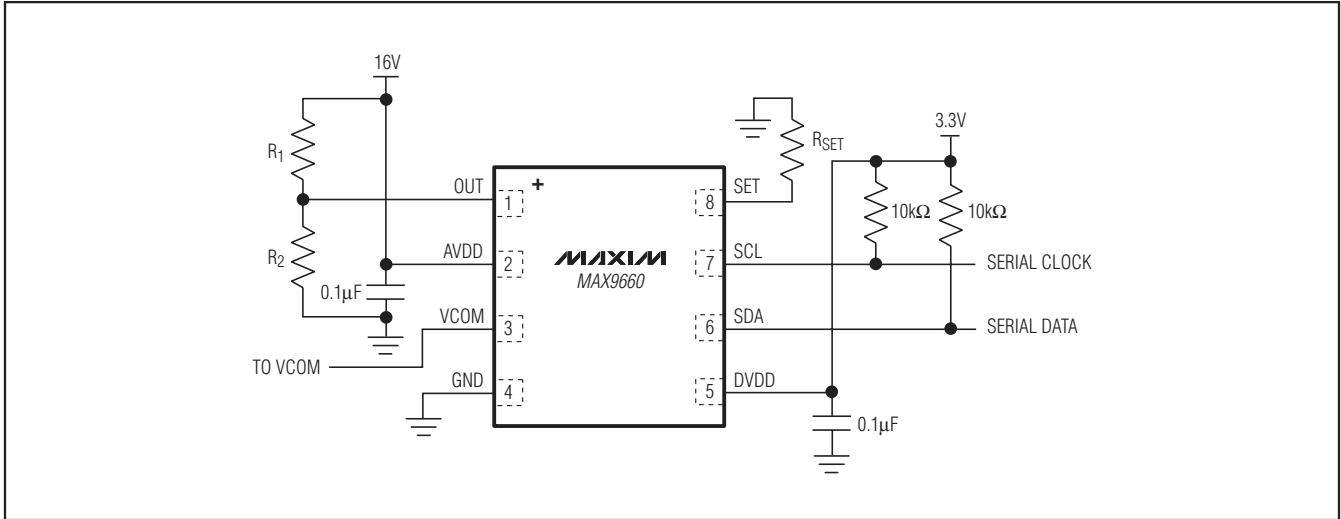 16V
R1
R2
0.1µF
OUT
AVDD
VCOM
GND
TO VCOM
1
2
3
4
+
MAXIM
MAX9660
8
7
6
5
SET
SCL
SDA
DVDD
RSET
3.3V
10kΩ
10kΩ
SERIAL CLOCK
SERIAL DATA
0.1µF